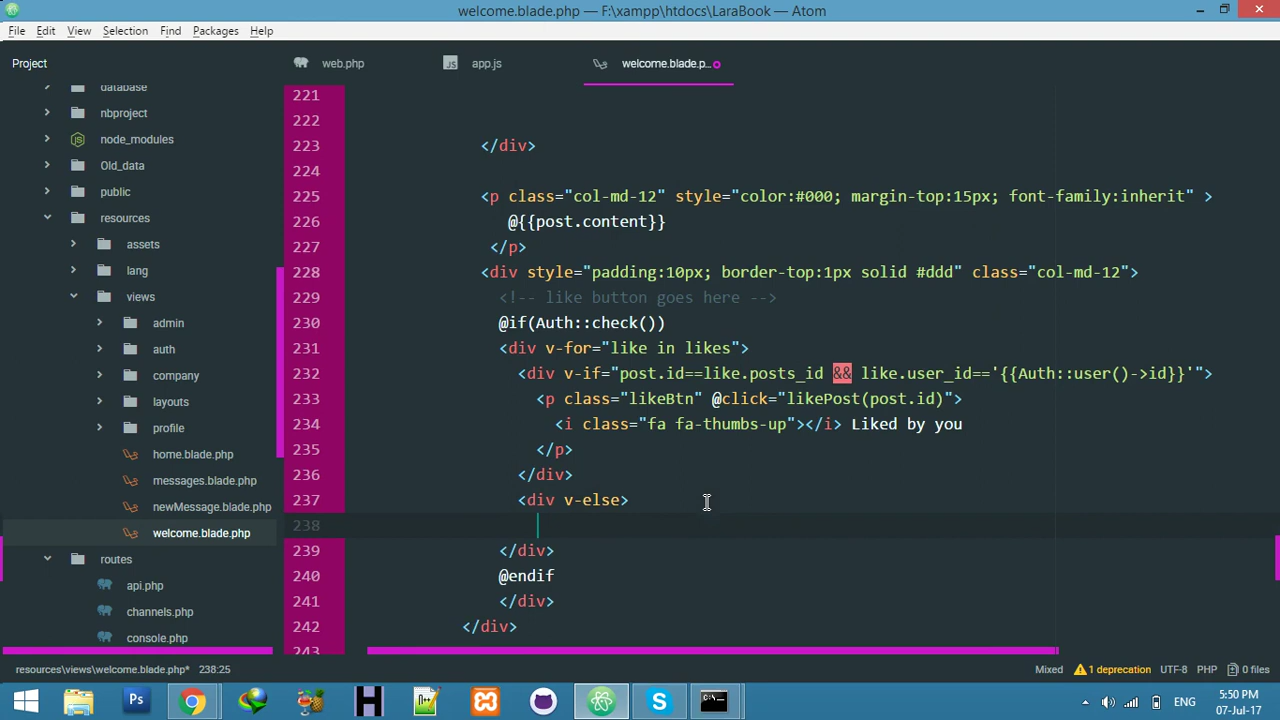 welcome.blade.php — F:\xampp\htdocs\LaraBook — Atom
File Edit View Selection Find Packages Help
Project
web.php
JS app.js
welcome.blade.p...
database
nbproject
node_modules
Old_data
public
resources
assets
lang
views
admin
auth
company
layouts
profile
home.blade.php
messages.blade.php
newMessage.blade.php
welcome.blade.php
routes
api.php
channels.php
console.php
221
222
223 </div>
224
225 <p class="col-md-12" style="color:#000; margin-top:15px; font-family:inherit" >
226 @{{post.content}}
227 </p>
228 <div style="padding:10px; border-top:1px solid #ddd" class="col-md-12">
229 <!-- like button goes here -->
230 @if(Auth::check())
231 <div v-for="like in likes">
232 <div v-if="post.id==like.posts_id && like.user_id=='{{Auth::user()->id}}'">
233 <p class="likeBtn" @click="likePost(post.id)">
234 <i class="fa fa-thumbs-up"></i> Liked by you
235 </p>
236 </div>
237 <div v-else>
238
239 </div>
240 @endif
241 </div>
242 </div>
243
resources\views\welcome.blade.php* 238:25
Mixed 1 deprecation UTF-8 PHP 0 files
Ps
H
ENG
5:50 PM
07-Jul-17